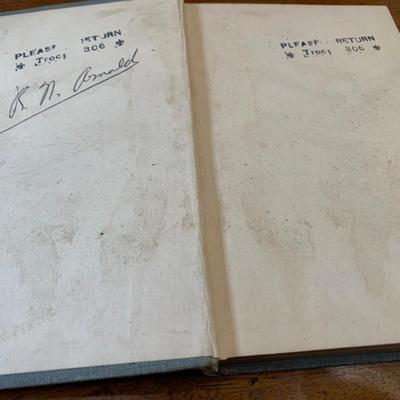 PLEASE RETURN
* Troop 306 *
R. N. Arnold
PLEASE RETURN
* Troop 306 *